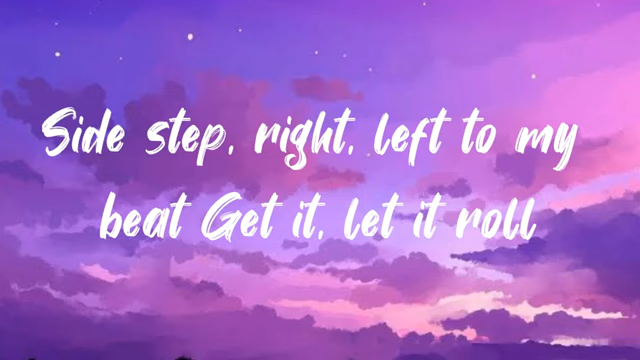 Side step, right, left to my
beat Get it, let it roll